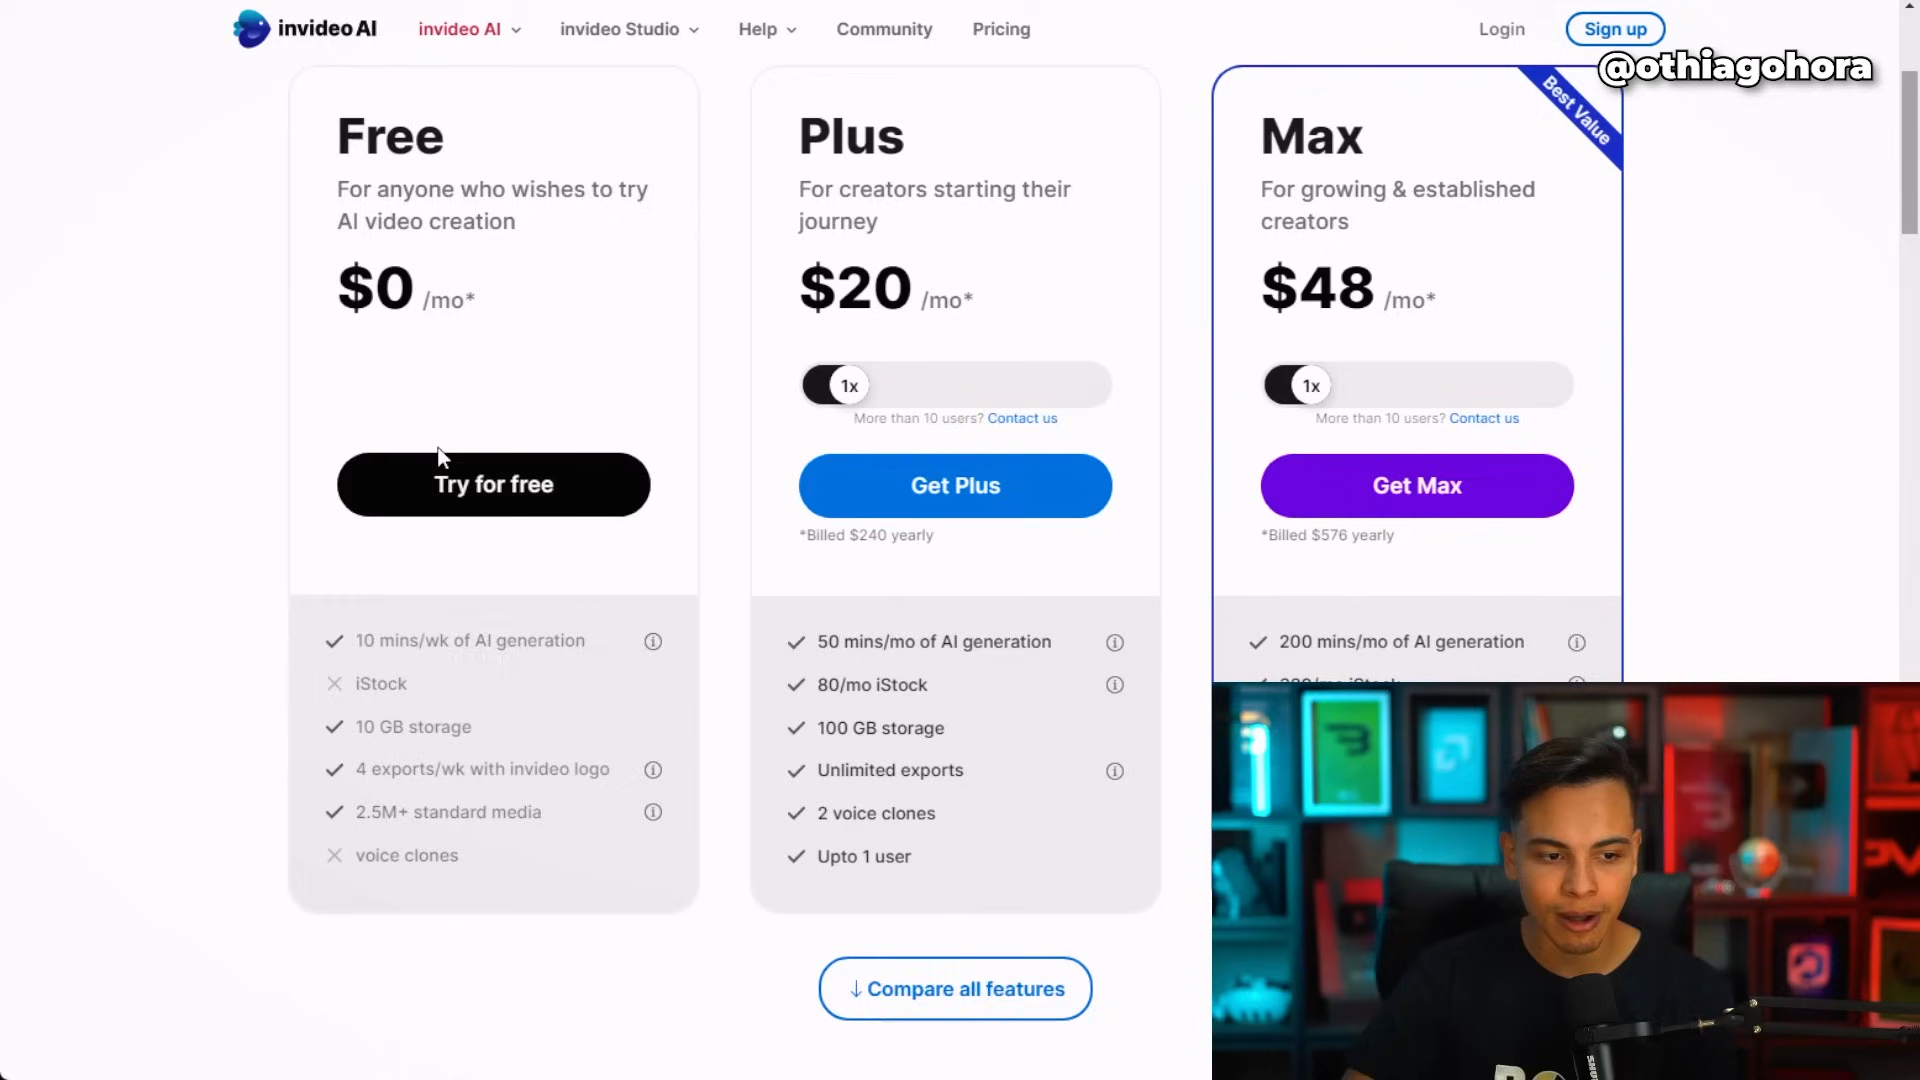 invideo AI
invideo AI
invideo Studio
Help
Community
Pricing
Login
Sign up
@othiagohora
Free
For anyone who wishes to try
AI video creation
$0 /mo*
Try for free
10 mins/wk of AI generation
iStock
10 GB storage
4 exports/wk with invideo logo
2.5M+ standard media
voice clones
Plus
For creators starting their
journey
$20 /mo*
1x
More than 10 users? Contact us
Get Plus
*Billed $240 yearly
50 mins/mo of AI generation
80/mo iStock
100 GB storage
Unlimited exports
2 voice clones
Upto 1 user
Best Value
Max
For growing & established
creators
$48 /mo*
1x
More than 10 users? Contact us
Get Max
*Billed $576 yearly
200 mins/mo of AI generation
↓ Compare all features